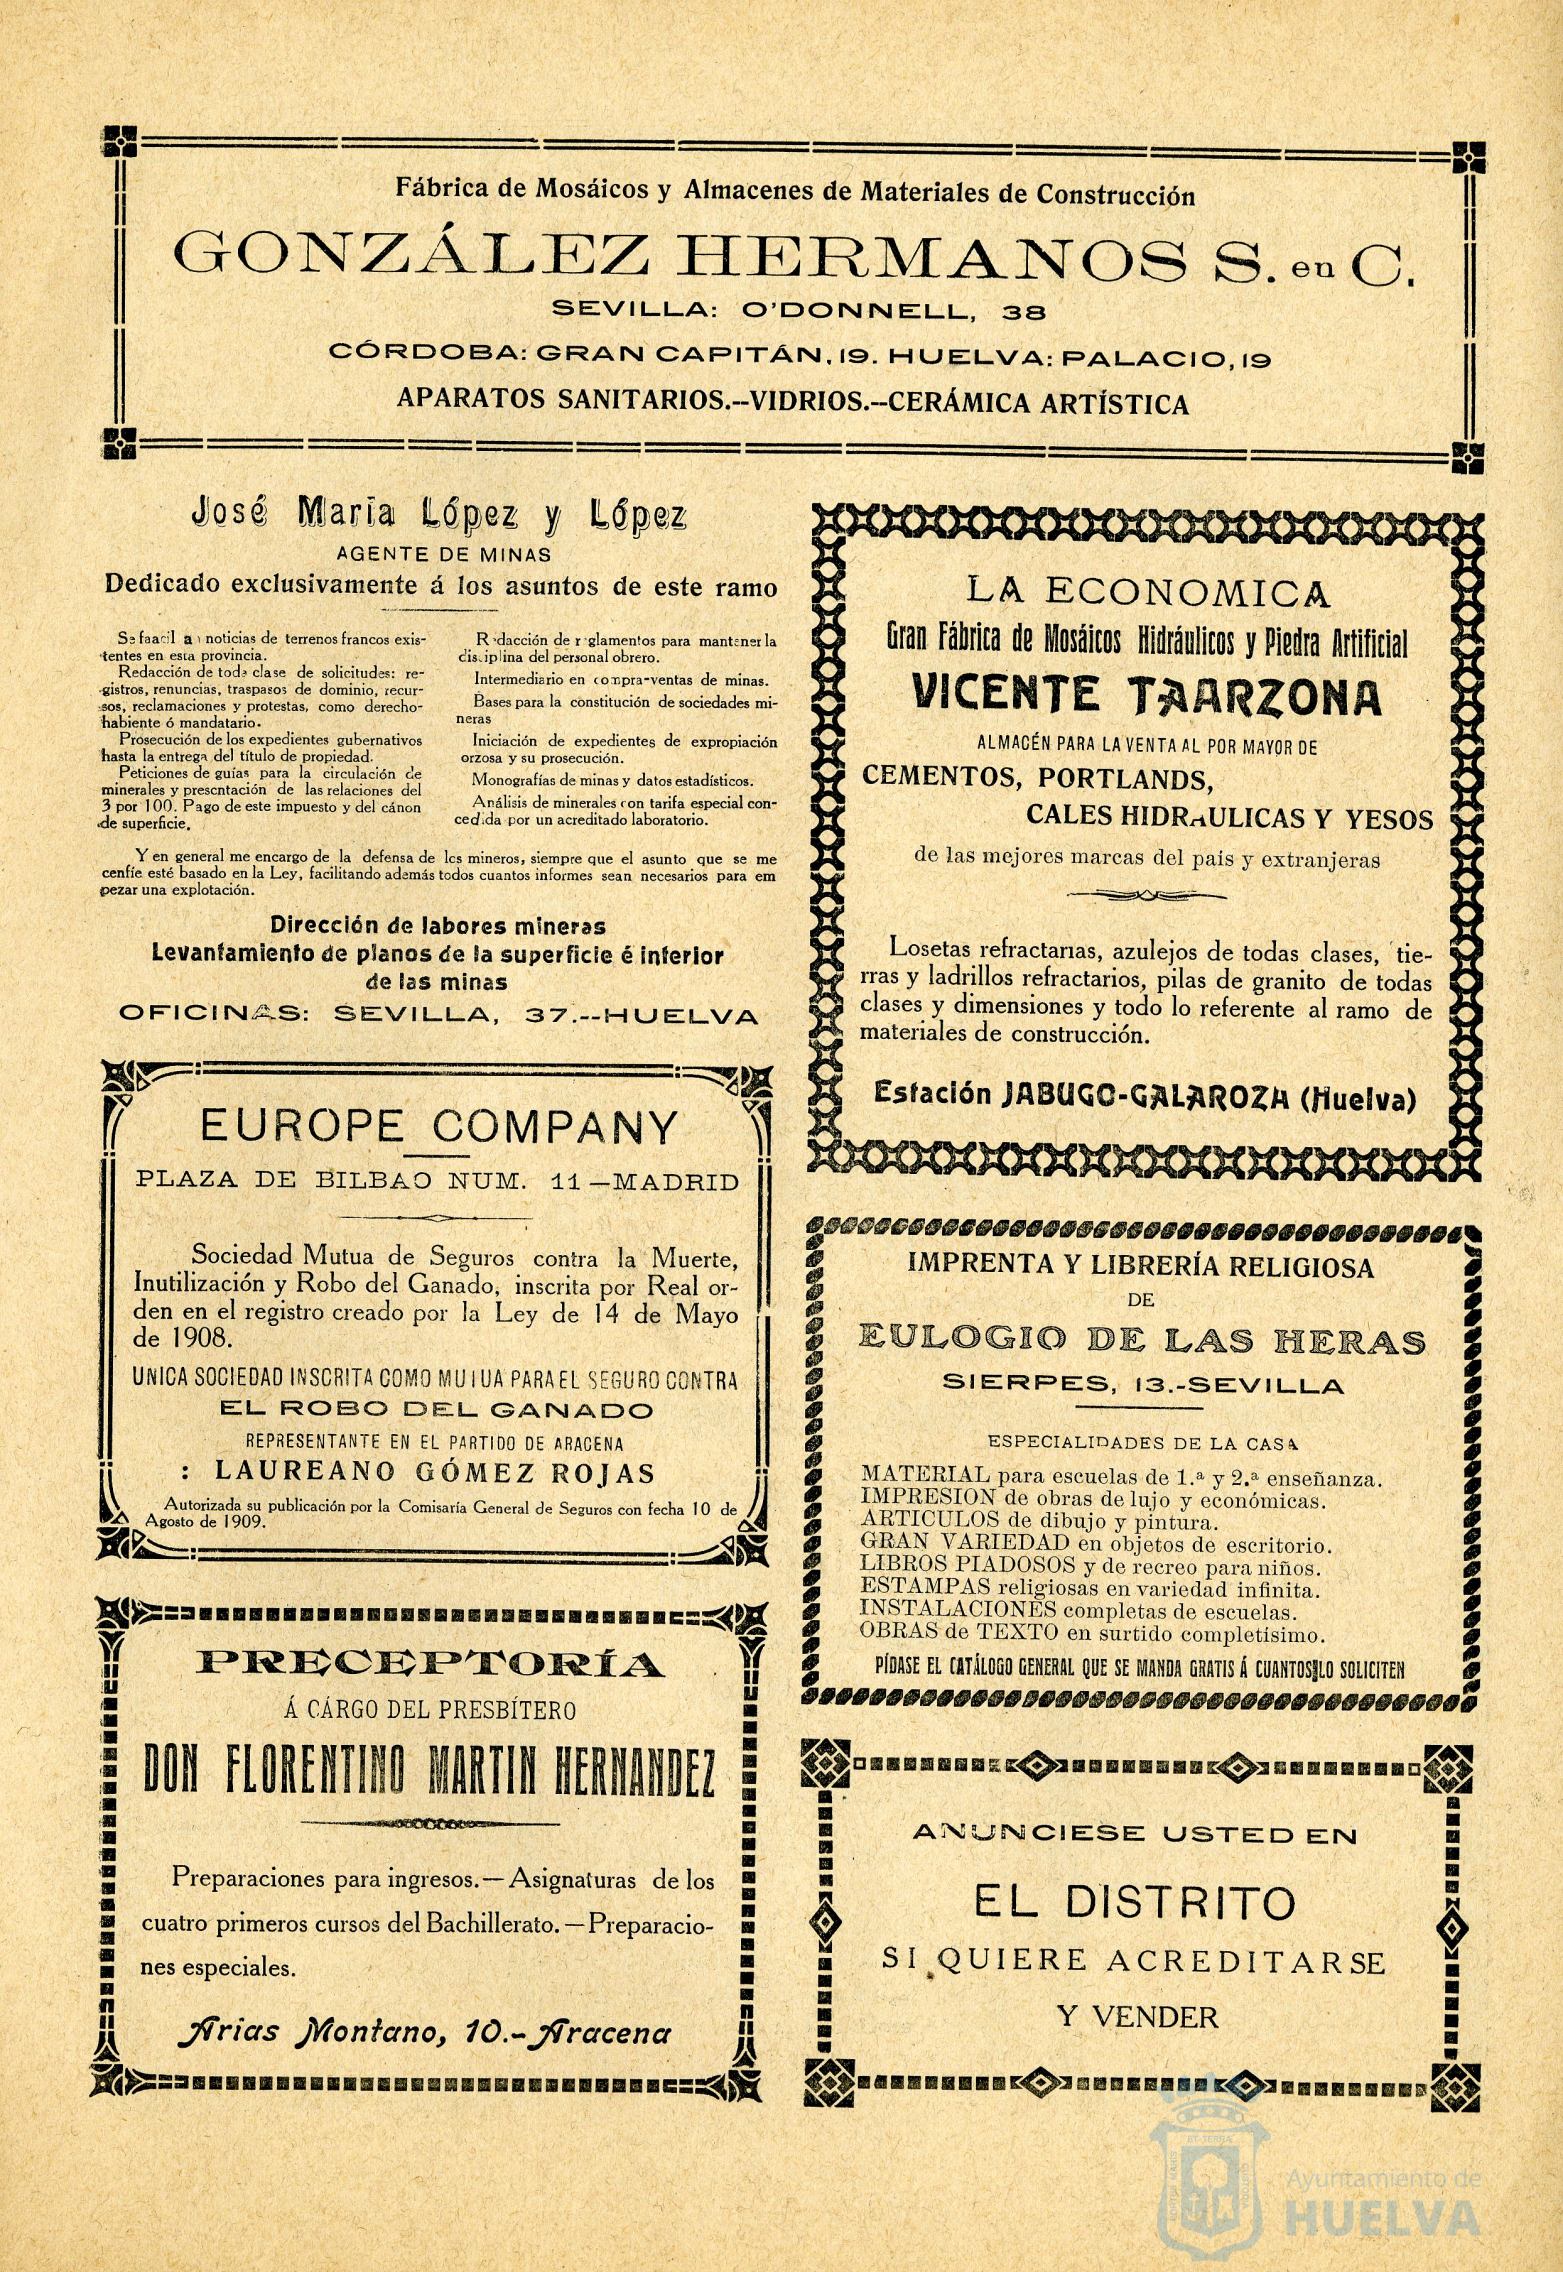 Fábrica de Mosáicos y Almacenes de Materiales de Construcción
GONZÁLEZ HERMANOS S. en C.
SEVILLA: O'DONNELL, 38
CÓRDOBA: GRAN CAPITÁN, 19. HUELVA: PALACIO, 19
APARATOS SANITARIOS.--VIDRIOS.--CERÁMICA ARTÍSTICA
José Maria López y López
AGENTE DE MINAS
Dedicado exclusivamente á los asuntos de este ramo
noticias de terrenos francos exis-
tentes en esta provincia.
Redacción de toda clase de solicitudes: re-
gistros, renuncias, traspasos de dominio, recur-
sos, reclamaciones y protestas, como derecho-
habiente ó mandatario.
Prosecución de los expedientes gubernativos
hasta la entrega del título de propiedad.
Peticiones de guías para la circulación de
minerales y presentación de las relaciones del
3 por 100. Pago de este impuesto y del cánon
de superficie.
Redacción de reglamentos para mantener la
disciplina del personal obrero.
Intermediario en compra-ventas de minas.
Bases para la constitución de sociedades mi-
neras
Iniciación de expedientes de expropiación
orzosa y su prosecución.
Monografías de minas y datos estadísticos.
Análisis de minerales con tarifa especial con-
cedida por un acreditado laboratorio.
Y en general me encargo de la defensa de los mineros, siempre que el asunto que se me
cenfíe esté basado en la Ley, facilitando además todos cuantos informes sean necesarios para em
pezar una explotación.
Dirección de labores mineras
Levantamiento de planos de la superficie é interior
de las minas
OFICINAS: SEVILLA, 37.--HUELVA
EUROPE COMPANY
PLAZA DE BILBAO NUM. 11—MADRID
Sociedad Mutua de Seguros contra la Muerte,
Inutilización y Robo del Ganado, inscrita por Real or-
den en el registro creado por la Ley de 14 de Mayo
de 1908.
UNICA SOCIEDAD INSCRITA COMO MUTUA PARA EL SEGURO CONTRA
EL ROBO DEL GANADO
REPRESENTANTE EN EL PARTIDO DE ARACENA
: LAUREANO GÓMEZ ROJAS
Autorizada su publicación por la Comisaría General de Seguros con fecha 10 de
Agosto de 1909.
PRECEPTORÍA
Á CÁRGO DEL PRESBÍTERO
DON FLORENTINO MARTIN HERNANDEZ
Preparaciones para ingresos.—Asignaturas de los
cuatro primeros cursos del Bachillerato.—Preparacio-
nes especiales.
Arias Montano, 10.-Aracena
LA ECONOMICA
Gran Fábrica de Mosáicos Hidráulicos y Piedra Artificial
VICENTE TAARZONA
ALMACÉN PARA LA VENTA AL POR MAYOR DE
CEMENTOS, PORTLANDS,
CALES HIDRAULICAS Y YESOS
de las mejores marcas del país y extranjeras
Losetas refractarias, azulejos de todas clases, tie-
rras y ladrillos refractarios, pilas de granito de todas
clases y dimensiones y todo lo referente al ramo de
materiales de construcción.
Estación JABUGO-GALAROZA (Huelva)
IMPRENTA Y LIBRERÍA RELIGIOSA
DE
EULOGIO DE LAS HERAS
SIERPES, 13.-SEVILLA
ESPECIALIDADES DE LA CASA
MATERIAL para escuelas de 1.ª y 2.ª enseñanza.
IMPRESION de obras de lujo y económicas.
ARTICULOS de dibujo y pintura.
GRAN VARIEDAD en objetos de escritorio.
LIBROS PIADOSOS y de recreo para niños.
ESTAMPAS religiosas en variedad infinita.
INSTALACIONES completas de escuelas.
OBRAS de TEXTO en surtido completísimo.
PÍDASE EL CATÁLOGO GENERAL QUE SE MANDA GRATIS Á CUANTOS LO SOLICITEN
ANUNCIESE USTED EN
EL DISTRITO
SI QUIERE ACREDITARSE
Y VENDER
Ayuntamiento de
HUELVA